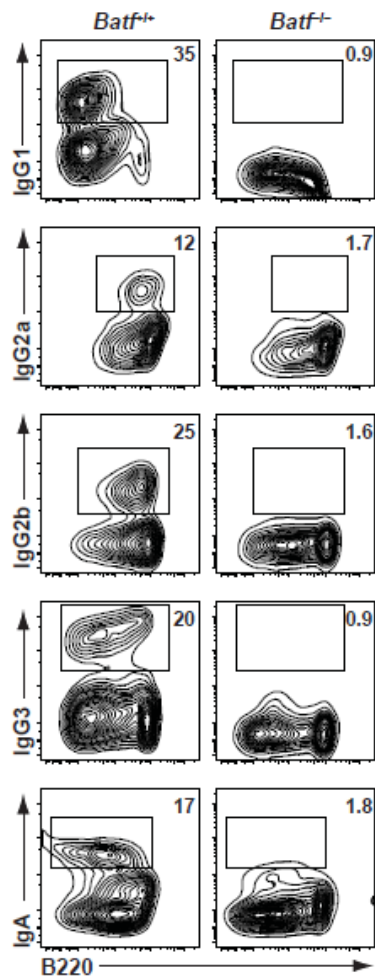 Batf+/+ Batf–/–
IgG1 35 0.9
IgG2a 12 1.7
IgG2b 25 1.6
IgG3 20 0.9
IgA 17 1.8
B220